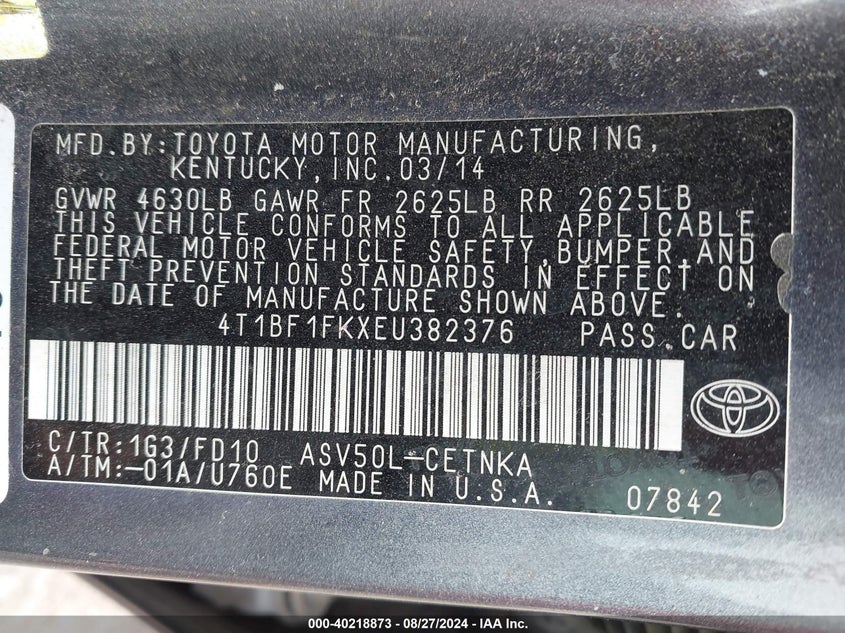 MFD.BY:TOYOTA MOTOR MANUFACTURING,
KENTUCKY,INC.03/14
GVWR 4630LB GAWR FR 2625LB RR 2625LB
THIS VEHICLE CONFORMS TO ALL APPLICABLE
FEDERAL MOTOR VEHICLE SAFETY,BUMPER,AND
THEFT PREVENTION STANDARDS IN EFFECT ON
THE DATE OF MANUFACTURE SHOWN ABOVE.
4T1BF1FKXEU382376 PASS.CAR
C/TR:1G3/FD10 ASV50L-CETNKA
A/TM:-01A/U760E MADE IN U.S.A. 07842
000-40218873 - 08/27/2024 - IAA Inc.